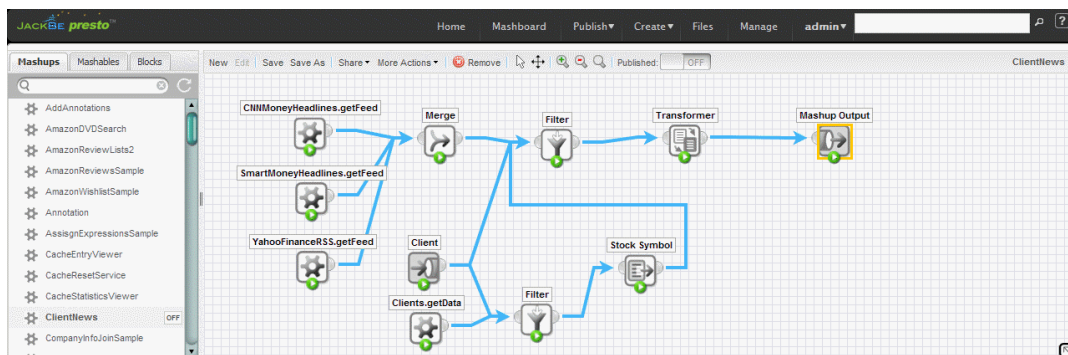 JACKBE presto™
Home Mashboard Publish▾ Create▾ Files Manage admin▾ ?
Mashups Mashables Blocks
New Edit Save Save As Share▾ More Actions▾ Remove Published: OFF ClientNews
AddAnnotations
AmazonDVDSearch
AmazonReviewLists2
AmazonReviewsSample
AmazonWishlistSample
Annotation
AssisgnExpressionsSample
CacheEntryViewer
CacheResetService
CacheStatisticsViewer
ClientNews OFF
CompanyInfoJoinSample
CNNMoneyHeadlines.getFeed
Merge
Filter
Transformer
Mashup Output
SmartMoneyHeadlines.getFeed
YahooFinanceRSS.getFeed
Client
Stock Symbol
Clients.getData
Filter